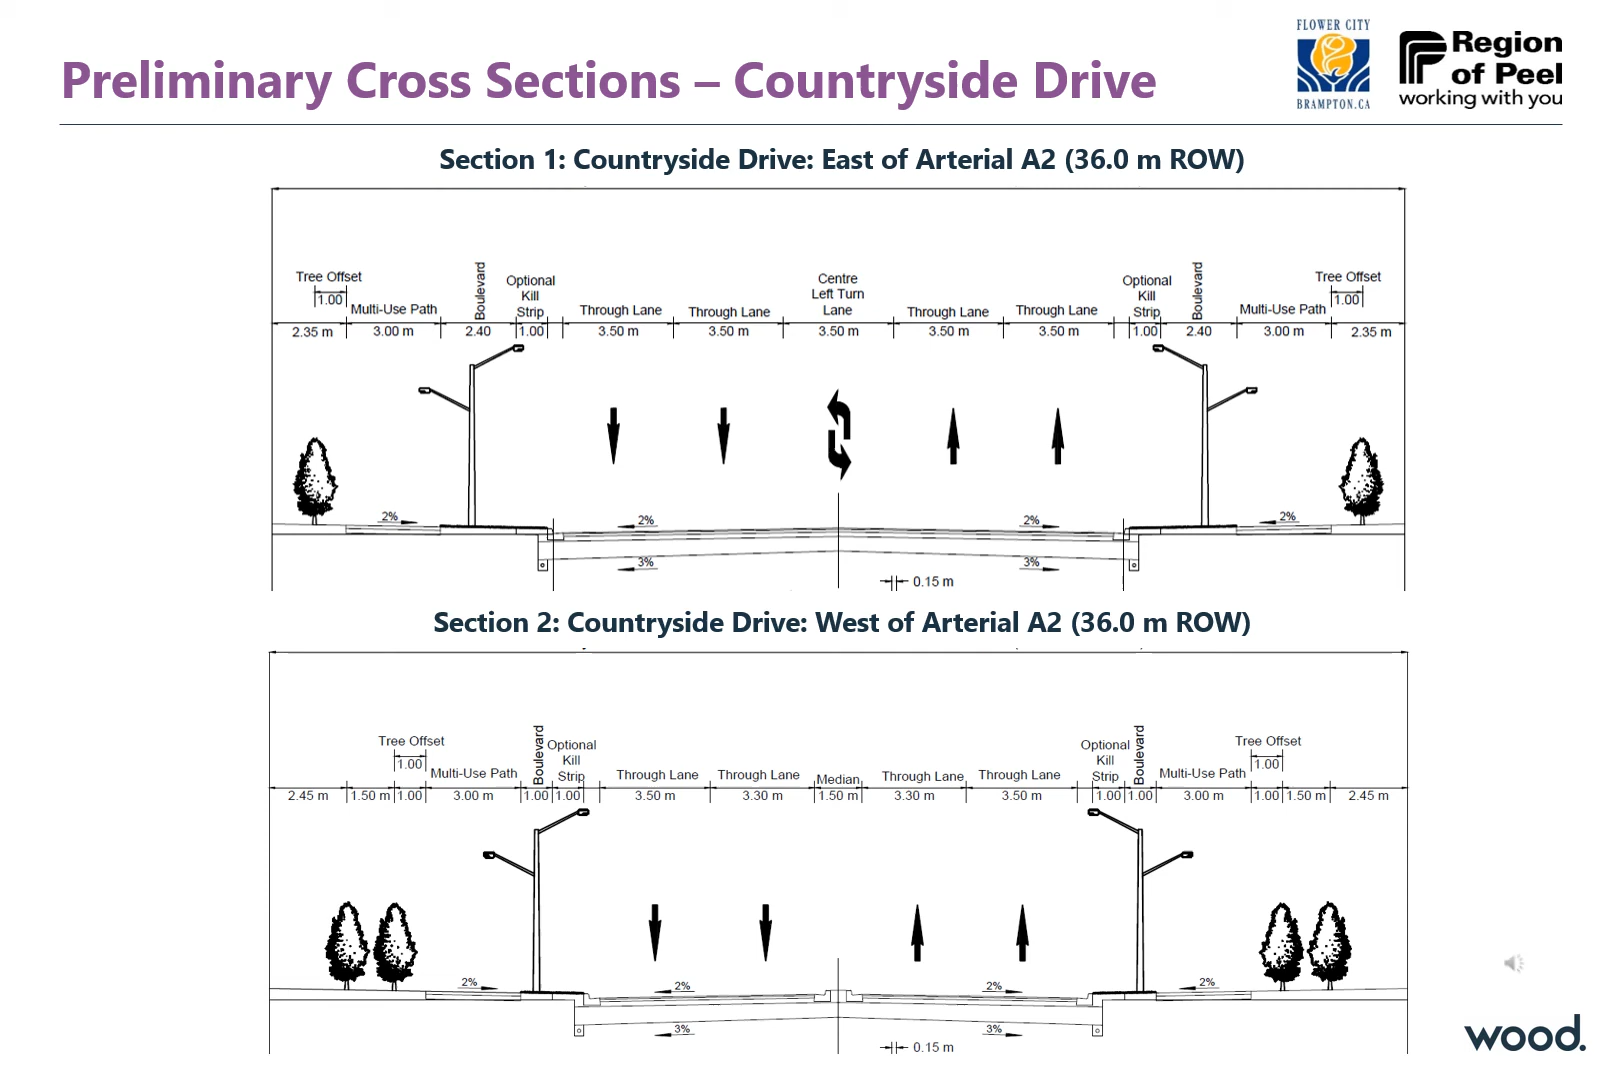 FLOWER CITY
BRAMPTON.CA
Region
of Peel
working with you
Preliminary Cross Sections – Countryside Drive
Section 1: Countryside Drive: East of Arterial A2 (36.0 m ROW)
Tree Offset
1.00
Multi-Use Path
Boulevard
Optional
Kill
Strip
Through Lane
Through Lane
Centre
Left Turn
Lane
Through Lane
Through Lane
Optional
Kill
Strip
Boulevard
Multi-Use Path
Tree Offset
1.00
2.35 m 3.00 m 2.40 1.00 3.50 m 3.50 m 3.50 m 3.50 m 3.50 m 1.00 2.40 3.00 m 2.35 m
2% 2% 2% 2%
3% 3%
0.15 m
Section 2: Countryside Drive: West of Arterial A2 (36.0 m ROW)
Tree Offset
1.00
Multi-Use Path
Boulevard
Optional
Kill
Strip
Through Lane
Through Lane
Median
Through Lane
Through Lane
Optional
Kill
Strip
Boulevard
Multi-Use Path
Tree Offset
1.00
2.45 m 1.50 m 1.00 3.00 m 1.00 1.00 3.50 m 3.30 m 1.50 m 3.30 m 3.50 m 1.00 1.00 3.00 m 1.00 1.50 m 2.45 m
2% 2% 2% 2%
3% 3%
0.15 m
wood.